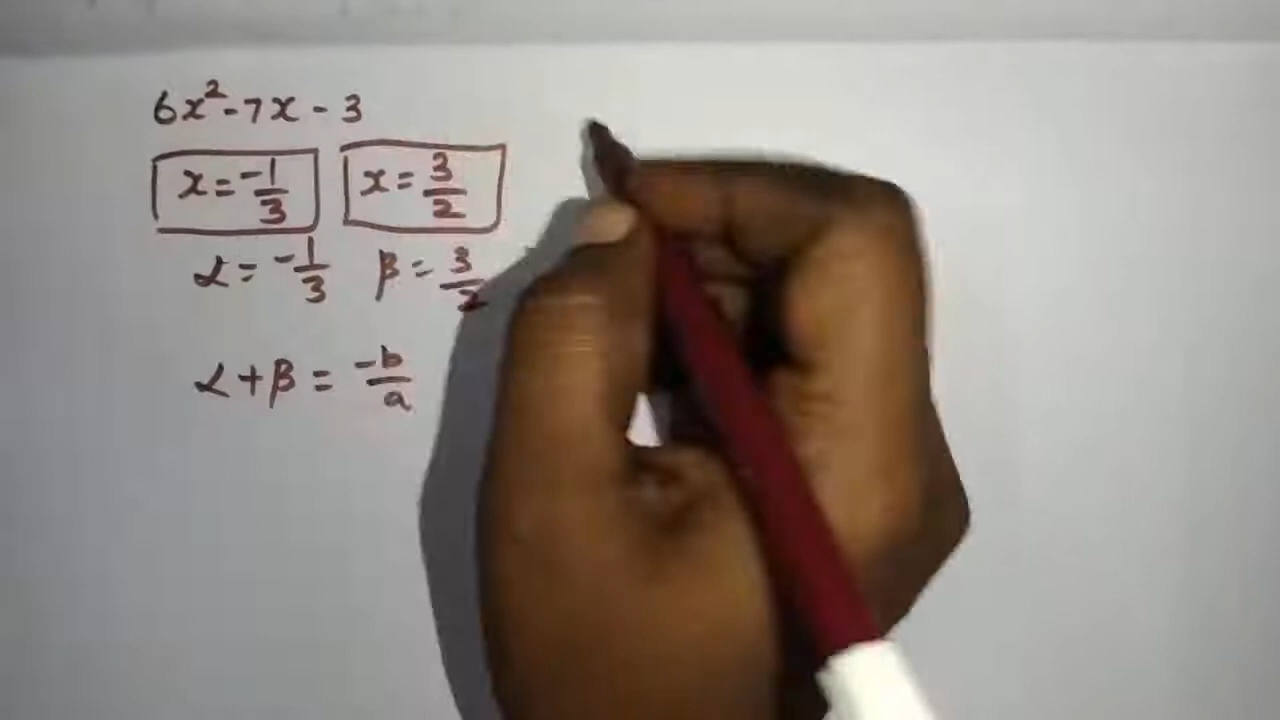 6x²-7x-3
x=-1/3 x=3/2
α=-1/3 β=3/2
α+β=-b/a